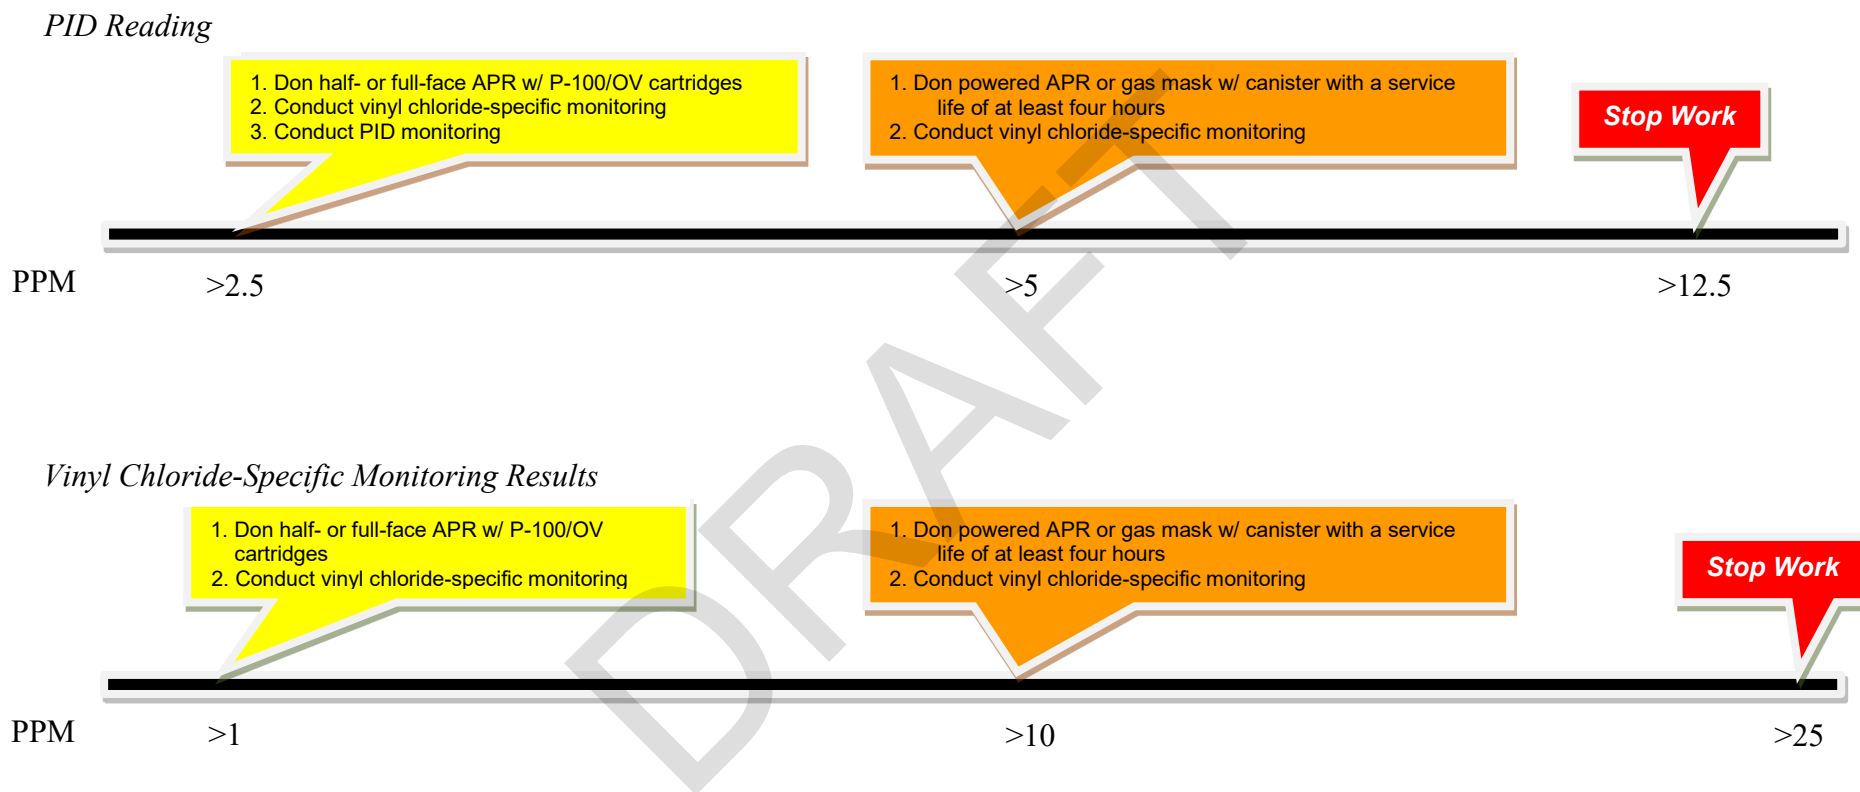 PID Reading
1. Don half- or full-face APR w/ P-100/OV cartridges
2. Conduct vinyl chloride-specific monitoring
3. Conduct PID monitoring
1. Don powered APR or gas mask w/ canister with a service
life of at least four hours
2. Conduct vinyl chloride-specific monitoring
Stop Work
PPM
>2.5
>5
>12.5
Vinyl Chloride-Specific Monitoring Results
1. Don half- or full-face APR w/ P-100/OV
cartridges
2. Conduct vinyl chloride-specific monitoring
1. Don powered APR or gas mask w/ canister with a service
life of at least four hours
2. Conduct vinyl chloride-specific monitoring
Stop Work
PPM
>1
>10
>25
DRAFT